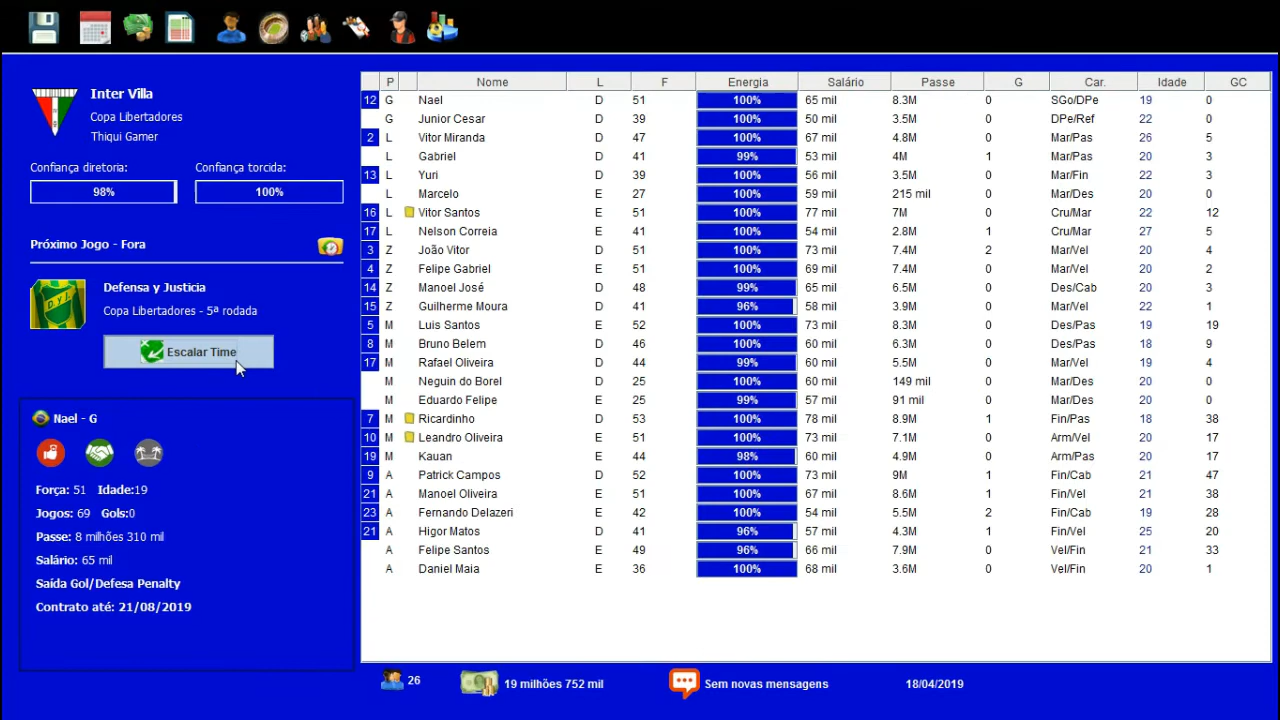 Inter Villa
Copa Libertadores
Thiqui Gamer
Confiança diretoria: Confiança torcida:
98% 100%
Próximo Jogo - Fora
Defensa y Justicia
Copa Libertadores - 5ª rodada
Escalar Time
Nael - G
Força: 51 Idade:19
Jogos: 69 Gols:0
Passe: 8 milhões 310 mil
Salário: 65 mil
Saída Gol/Defesa Penalty
Contrato até: 21/08/2019
P Nome L F Energia Salário Passe G Car. Idade GC
12 G Nael D 51 100% 65 mil 8.3M 0 SGo/DPe 19 0
G Junior Cesar D 39 100% 50 mil 3.5M 0 DPe/Ref 22 0
2 L Vitor Miranda D 47 100% 67 mil 4.8M 0 Mar/Pas 26 5
L Gabriel D 41 99% 53 mil 4M 1 Mar/Pas 20 3
13 L Yuri D 39 100% 56 mil 3.5M 0 Mar/Fin 22 3
L Marcelo E 27 100% 59 mil 215 mil 0 Mar/Des 20 0
16 L Vitor Santos E 51 100% 77 mil 7M 0 Cru/Mar 22 12
17 L Nelson Correia E 41 100% 54 mil 2.8M 1 Cru/Mar 27 5
3 Z João Vitor D 51 100% 73 mil 7.4M 2 Mar/Vel 20 4
4 Z Felipe Gabriel E 51 100% 69 mil 7.4M 0 Mar/Vel 20 2
14 Z Manoel José D 48 99% 65 mil 6.5M 0 Des/Cab 20 3
15 Z Guilherme Moura D 41 96% 58 mil 3.9M 0 Mar/Vel 22 1
5 M Luis Santos E 52 100% 73 mil 8.3M 0 Des/Pas 19 19
8 M Bruno Belem D 46 100% 60 mil 6.3M 0 Des/Pas 18 9
17 M Rafael Oliveira D 44 99% 60 mil 5.5M 0 Mar/Vel 19 4
M Neguin do Borel D 25 100% 60 mil 149 mil 0 Mar/Des 20 0
M Eduardo Felipe E 25 99% 57 mil 91 mil 0 Mar/Des 20 0
7 M Ricardinho D 53 100% 78 mil 8.9M 1 Fin/Pas 18 38
10 M Leandro Oliveira E 51 100% 73 mil 7.1M 0 Arm/Vel 20 17
19 M Kauan E 44 98% 60 mil 4.9M 0 Arm/Pas 20 17
9 A Patrick Campos D 52 100% 73 mil 9M 1 Fin/Cab 21 47
21 A Manoel Oliveira E 51 100% 67 mil 8.6M 1 Fin/Vel 21 38
23 A Fernando Delazeri E 42 100% 54 mil 5.5M 2 Fin/Cab 19 28
21 A Higor Matos D 41 96% 57 mil 4.3M 1 Fin/Vel 25 20
A Felipe Santos E 49 96% 66 mil 7.9M 0 Vel/Fin 21 33
A Daniel Maia E 36 100% 68 mil 3.6M 0 Vel/Fin 20 1
26 19 milhões 752 mil Sem novas mensagens 18/04/2019